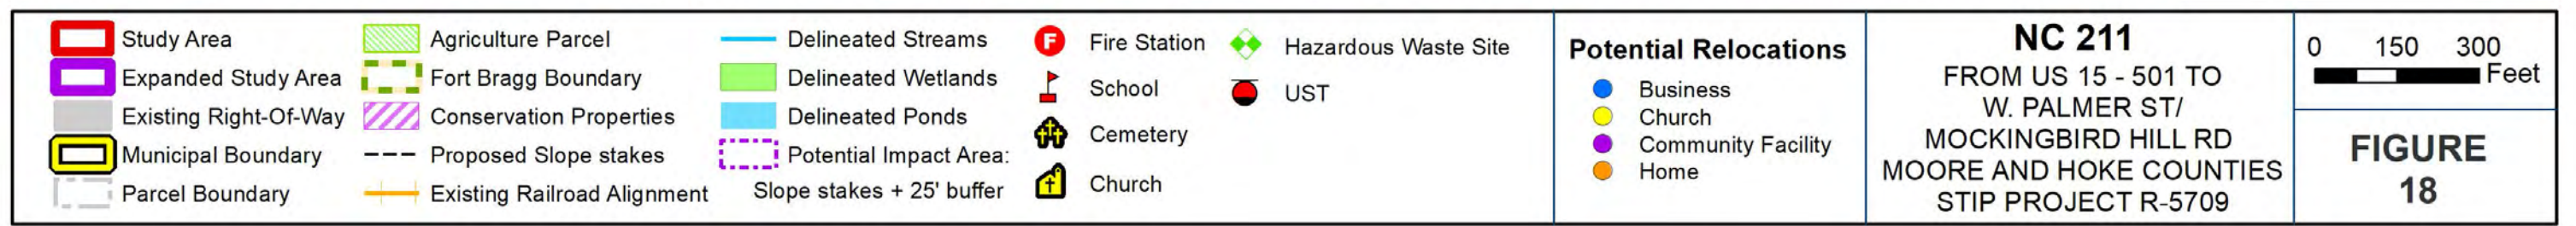 Study Area
Expanded Study Area
Existing Right-Of-Way
Municipal Boundary
Parcel Boundary
Agriculture Parcel
Fort Bragg Boundary
Conservation Properties
Proposed Slope stakes
Existing Railroad Alignment
Delineated Streams
Delineated Wetlands
Delineated Ponds
Potential Impact Area:
Slope stakes + 25' buffer
F
Fire Station
School
Cemetery
Church
Hazardous Waste Site
UST
Potential Relocations
Business
Church
Community Facility
Home
NC 211
FROM US 15 - 501 TO
W. PALMER ST/
MOCKINGBIRD HILL RD
MOORE AND HOKE COUNTIES
STIP PROJECT R-5709
0 150 300
Feet
FIGURE
18